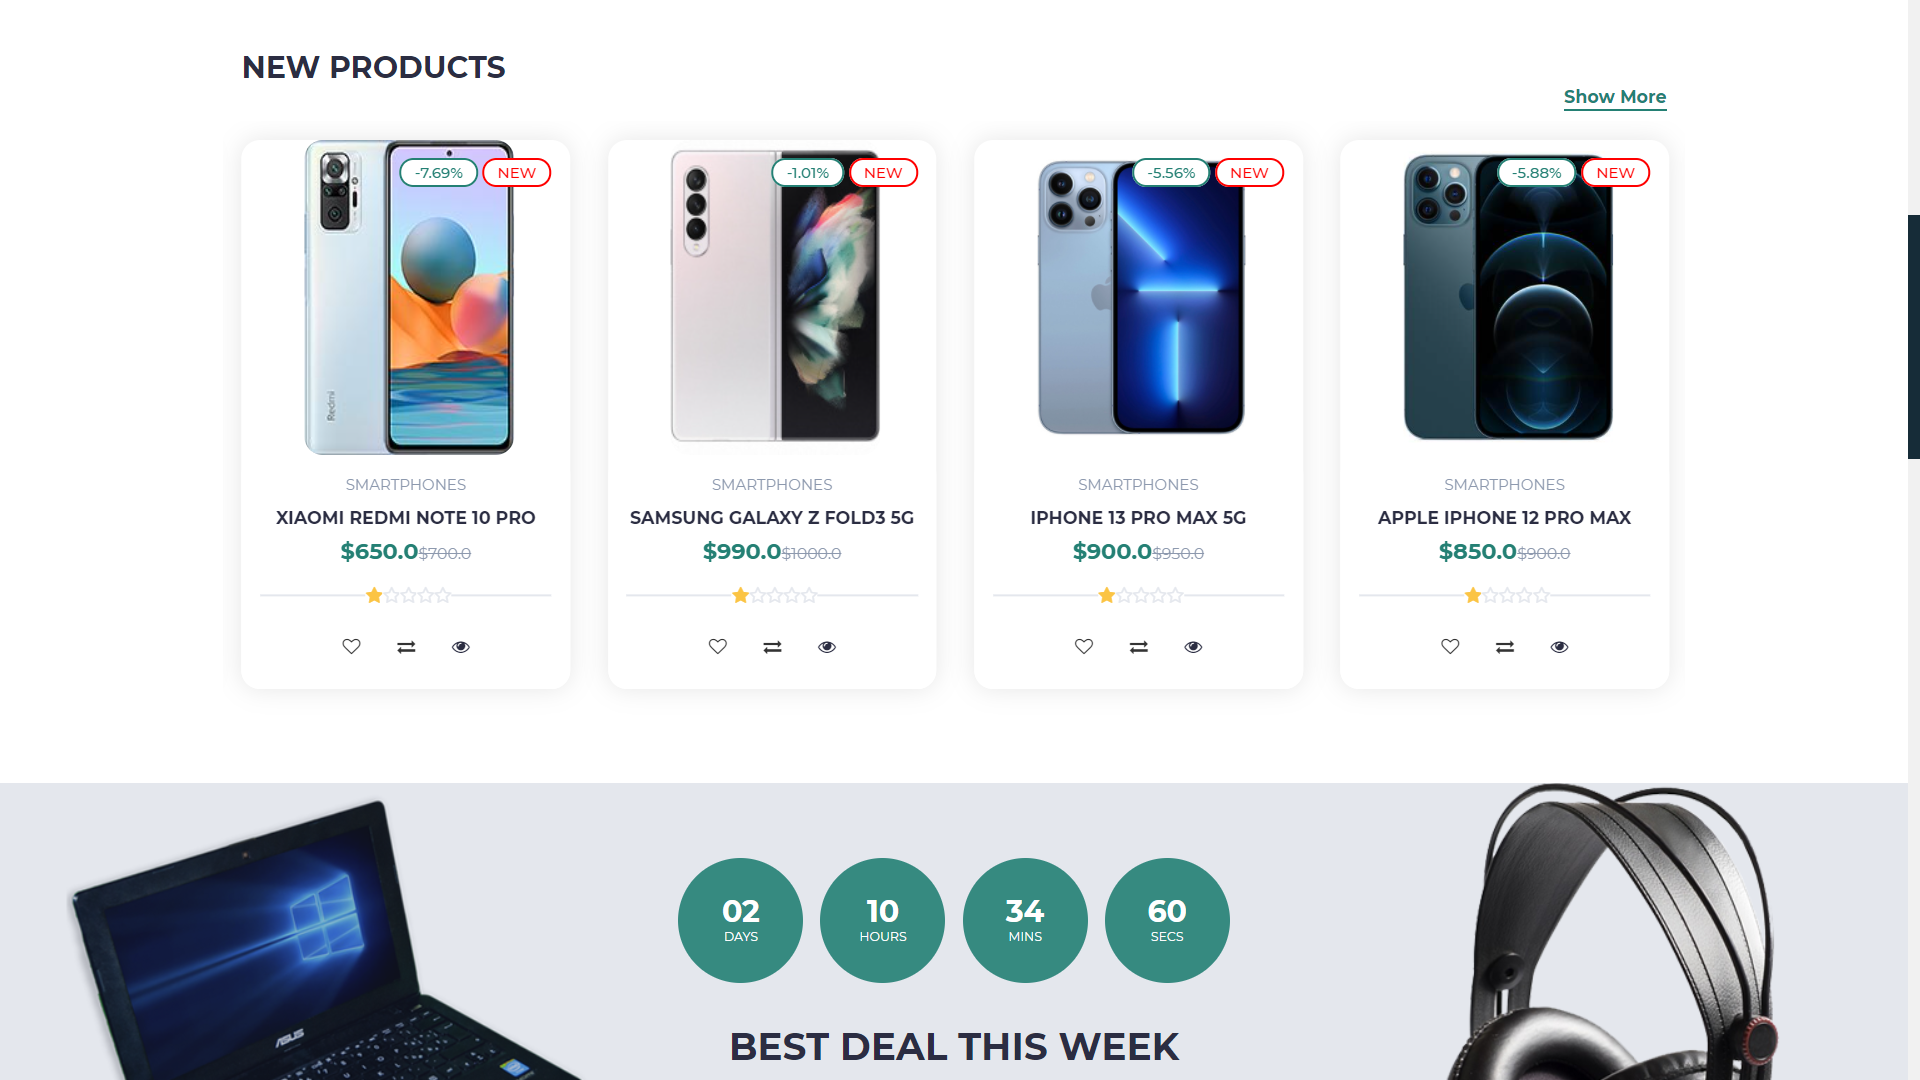 NEW PRODUCTS
Show More
-7.69% NEW
Redmi
SMARTPHONES
XIAOMI REDMI NOTE 10 PRO
$650.0 $700.0
-1.01% NEW
SMARTPHONES
SAMSUNG GALAXY Z FOLD3 5G
$990.0 $1000.0
-5.56% NEW
SMARTPHONES
IPHONE 13 PRO MAX 5G
$900.0 $950.0
-5.88% NEW
SMARTPHONES
APPLE IPHONE 12 PRO MAX
$850.0 $900.0
02
DAYS
10
HOURS
34
MINS
60
SECS
BEST DEAL THIS WEEK
ASUS